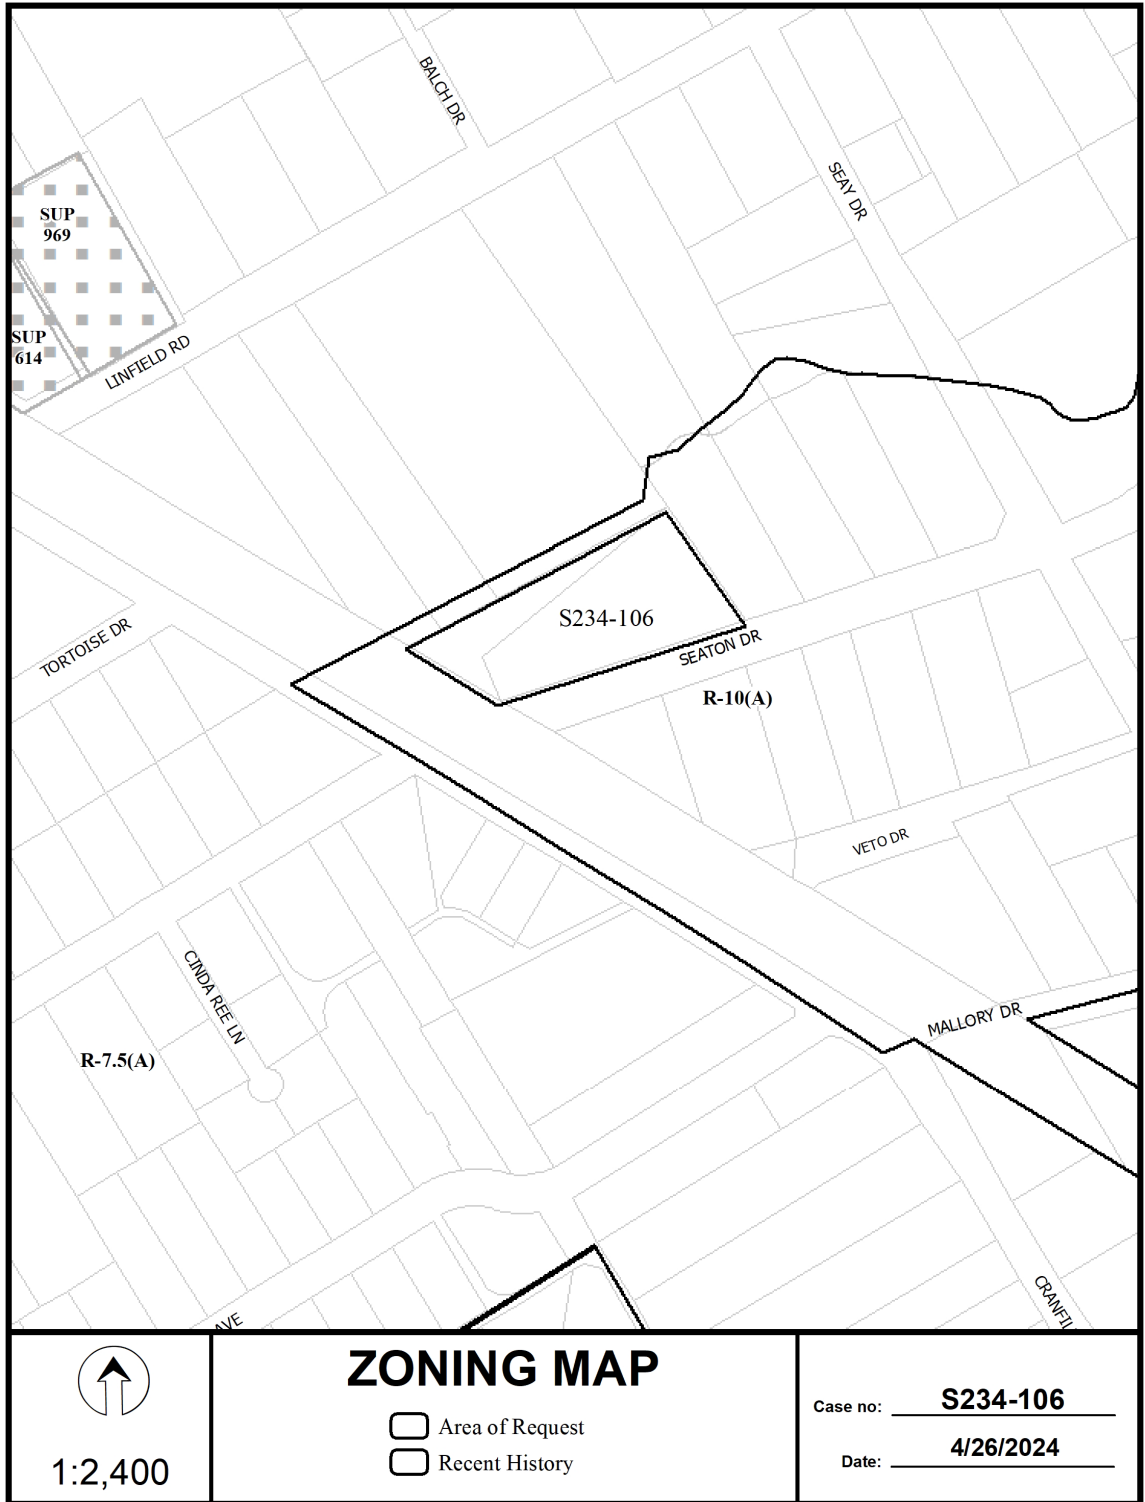 BALCH DR
SEAY DR
SUP
969
SUP
614
LINFIELD RD
TORTOISE DR
S234-106
SEATON DR
R-10(A)
VETO DR
CINDA REE LN
MALLORY DR
R-7.5(A)
CRANFIL
AVE
1:2,400
ZONING MAP
Area of Request
Recent History
Case no: S234-106
Date: 4/26/2024